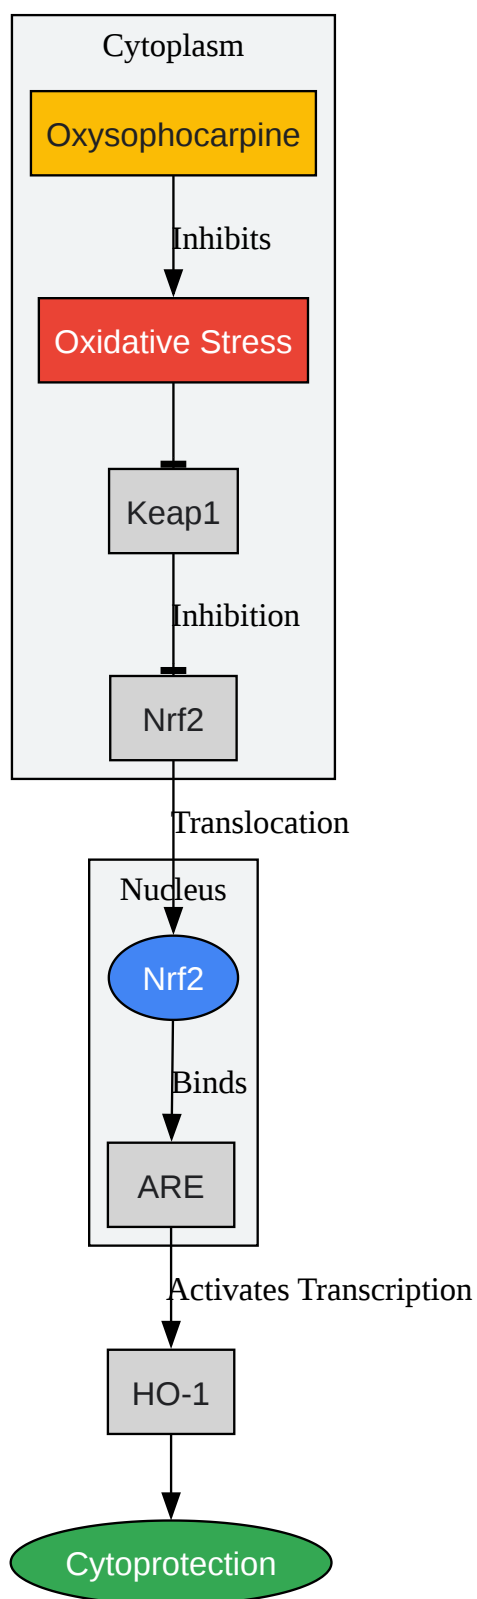 Cytoplasm
Oxysophocarpine
Inhibits
Oxidative Stress
Keap1
Inhibition
Nrf2
Translocation
Nucleus
Nrf2
Binds
ARE
Activates Transcription
HO-1
Cytoprotection